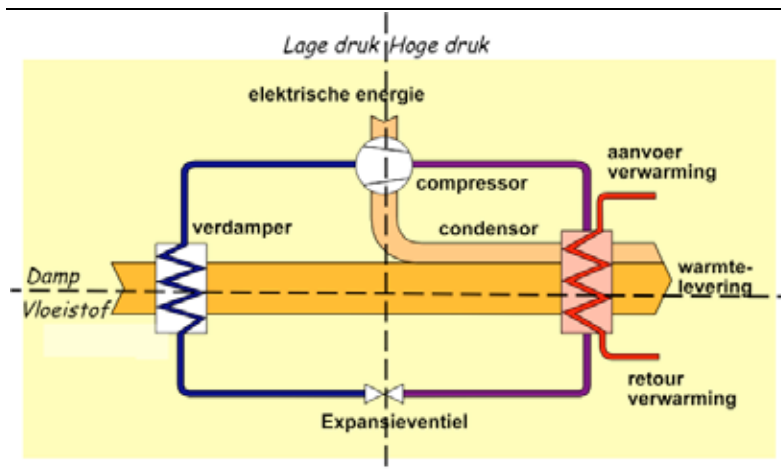 Lage druk Hoge druk
elektrische energie
aanvoer
verwarming
compressor
verdamper
condensor
Damp
warmte-
levering
Vloeistof
retour
verwarming
Expansieventiel